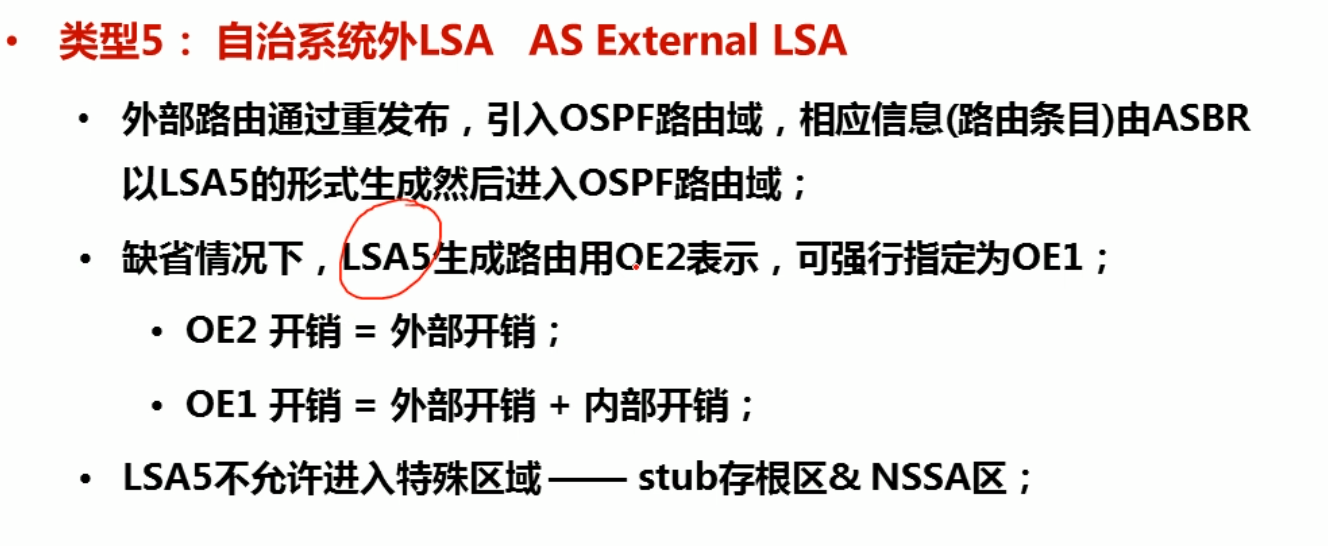 • 类型5： 自治系统外LSA AS External LSA
• 外部路由通过重发布，引入OSPF路由域，相应信息(路由条目)由ASBR
以LSA5的形式生成然后进入OSPF路由域；
• 缺省情况下，LSA5生成路由用OE2表示，可强行指定为OE1；
• OE2 开销 = 外部开销；
• OE1 开销 = 外部开销 + 内部开销；
• LSA5不允许进入特殊区域 —— stub存根区& NSSA区；